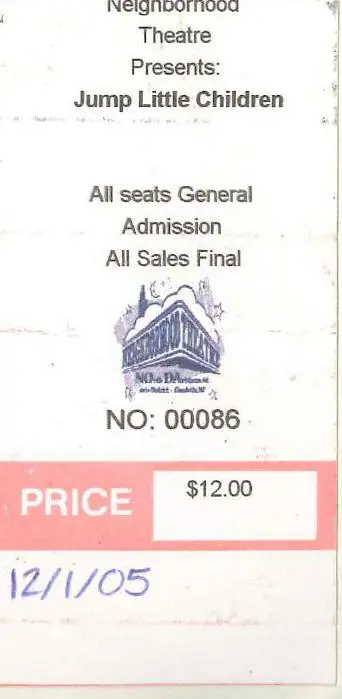 Neighborhood
Theatre
Presents:
Jump Little Children
All seats General
Admission
All Sales Final
NEIGHBORHOOD THEATRE
NO: 00086
PRICE
$12.00
12/1/05